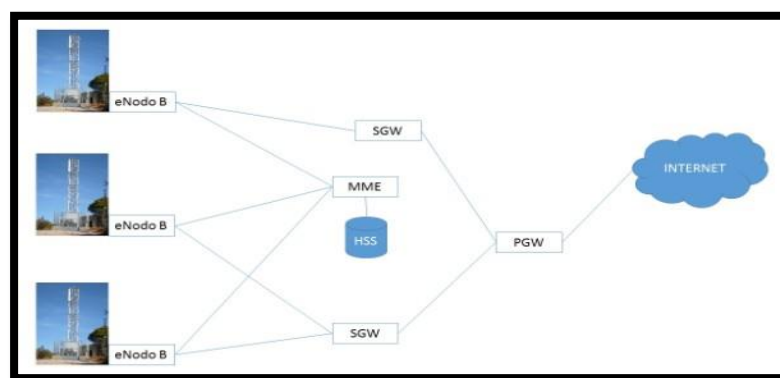 eNodo B
SGW
INTERNET
MME
eNodo B
HSS
PGW
SGW
eNodo B